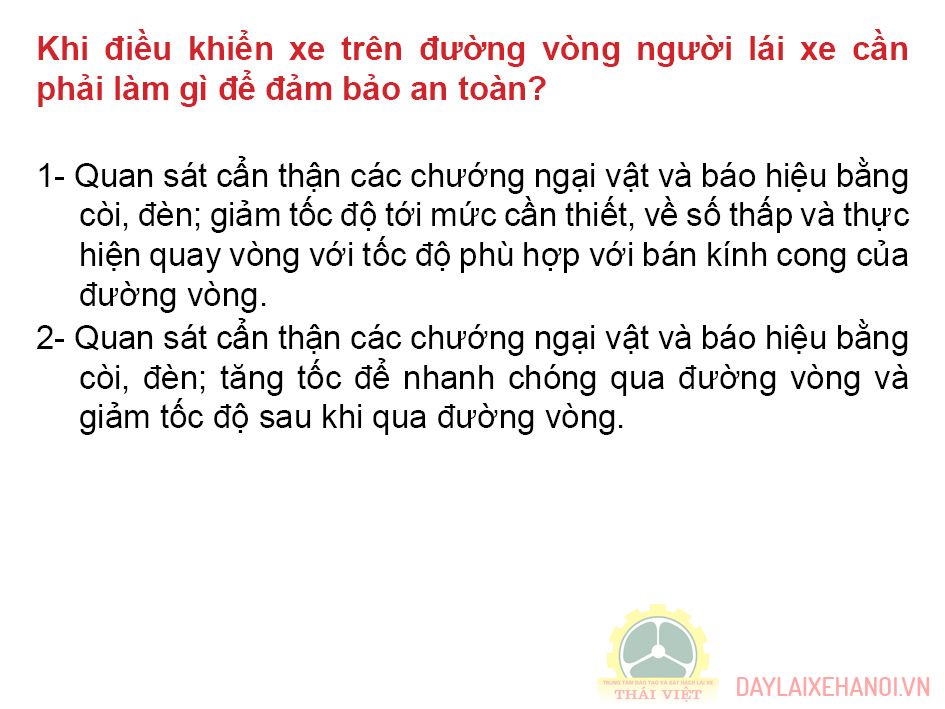 Khi điều khiển xe trên đường vòng người lái xe cần
phải làm gì để đảm bảo an toàn?
1- Quan sát cẩn thận các chướng ngại vật và báo hiệu bằng
còi, đèn; giảm tốc độ tới mức cần thiết, về số thấp và thực
hiện quay vòng với tốc độ phù hợp với bán kính cong của
đường vòng.
2- Quan sát cẩn thận các chướng ngại vật và báo hiệu bằng
còi, đèn; tăng tốc để nhanh chóng qua đường vòng và
giảm tốc độ sau khi qua đường vòng.
TRUNG TÂM ĐÀO TẠO VÀ SÁT HẠCH LÁI XE
THÁI VIỆT
DAYLAIXEHANOI.VN